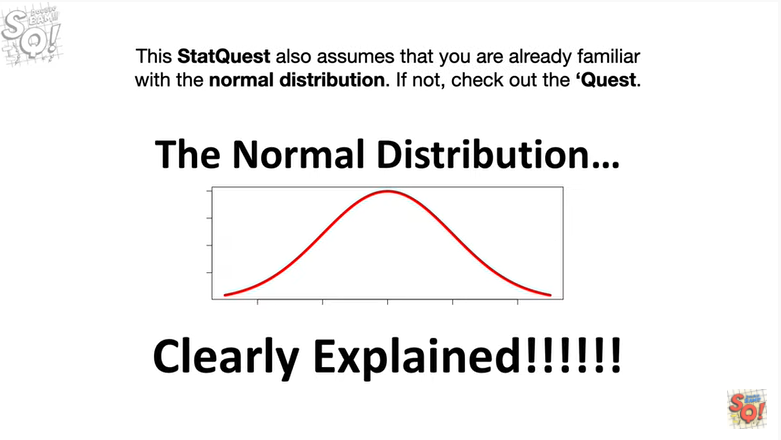 This StatQuest also assumes that you are already familiar
with the normal distribution. If not, check out the ‘Quest.
The Normal Distribution...
Clearly Explained!!!!!!
SQ!